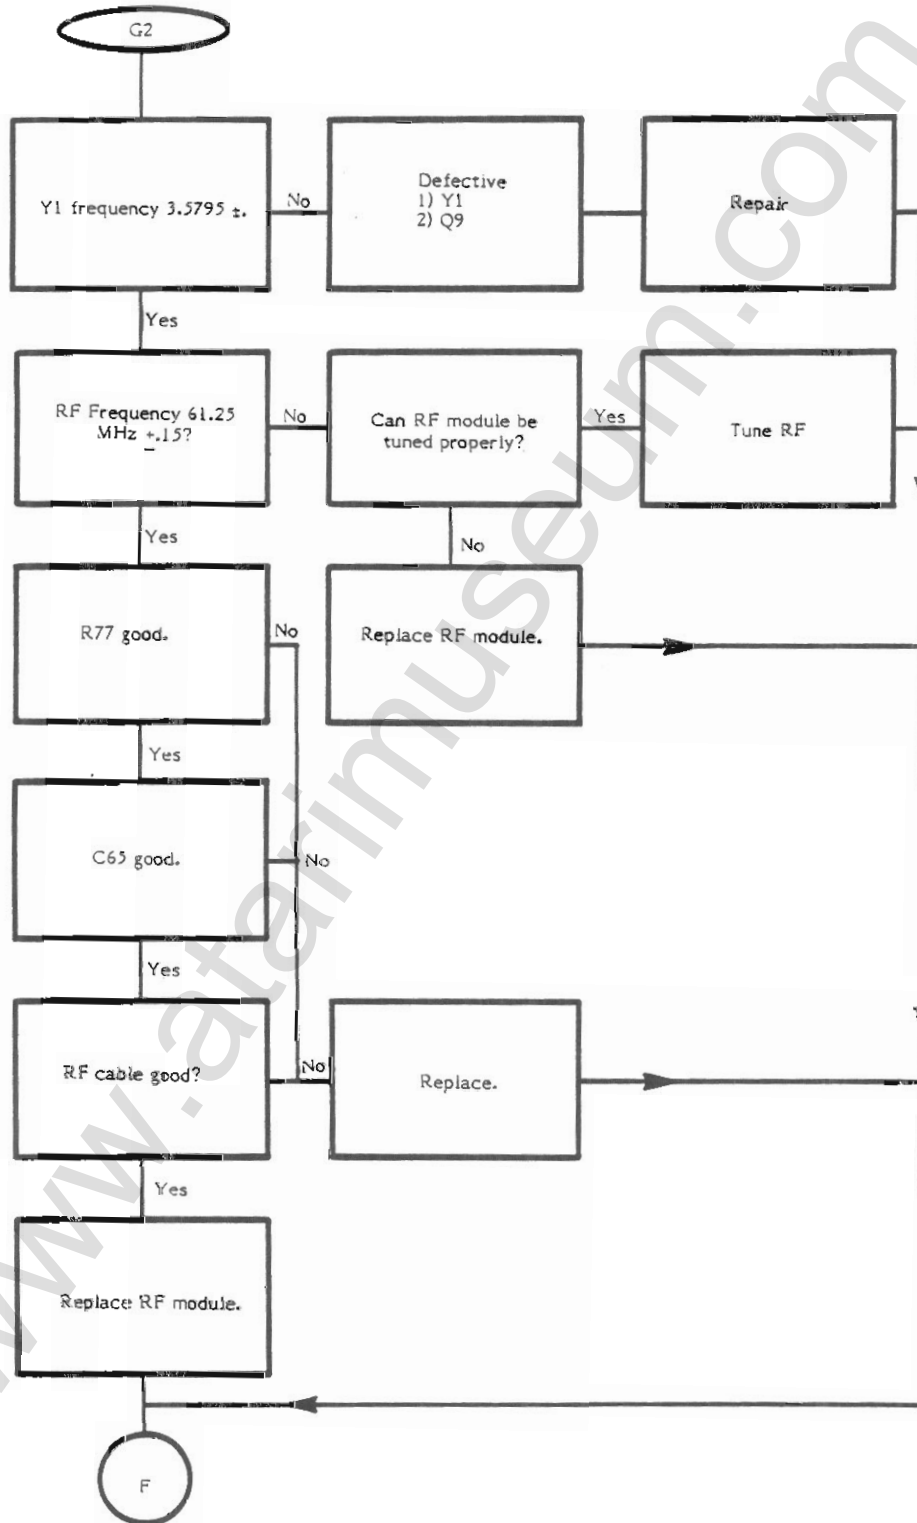 G2
Y1 frequency 3.5795 ±.
No
Defective
1) Y1
2) Q9
Repair
Yes
RF Frequency 61.25
MHz ±.15?
No
Can RF module be
tuned properly?
Yes
Tune RF
Yes
No
R77 good.
No
Replace RF module.
Yes
C65 good.
No
Yes
RF cable good?
No
Replace.
Yes
Replace RF module.
F
www.atarimuseum.com